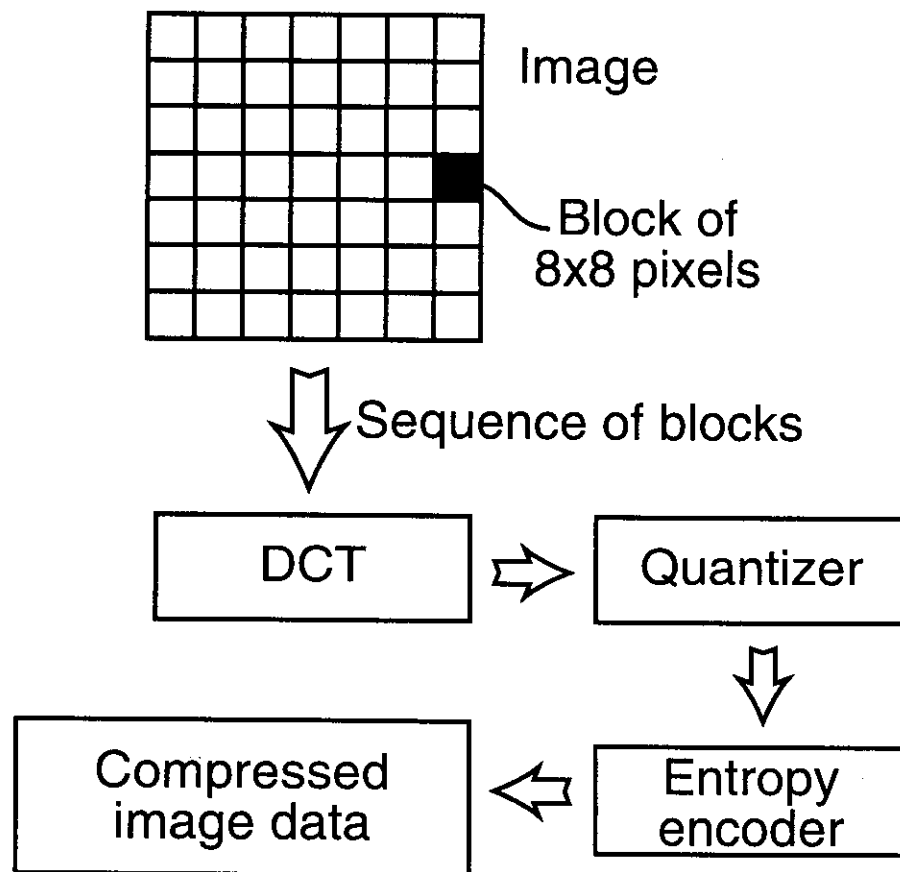 Image
Block of
8x8 pixels
Sequence of blocks
DCT
Quantizer
Entropy
encoder
Compressed
image data